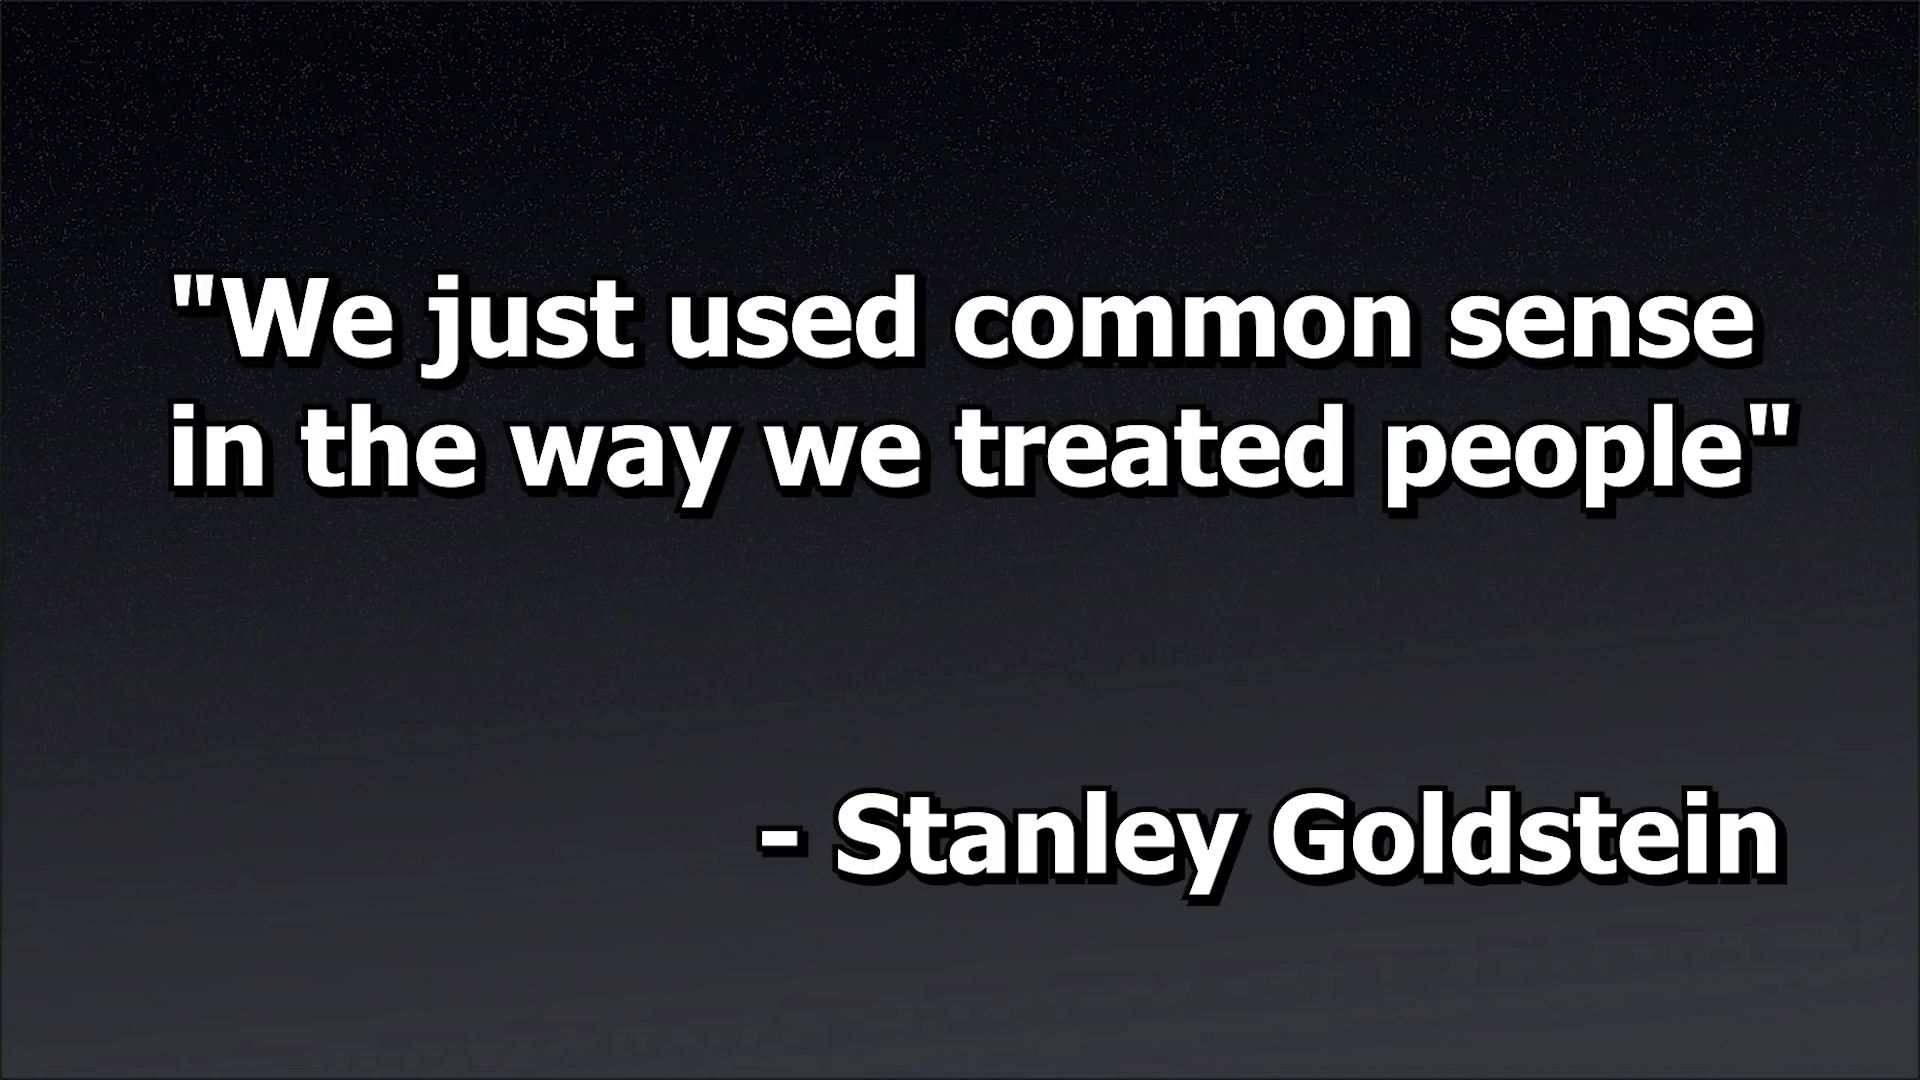 "We just used common sense
in the way we treated people"
- Stanley Goldstein